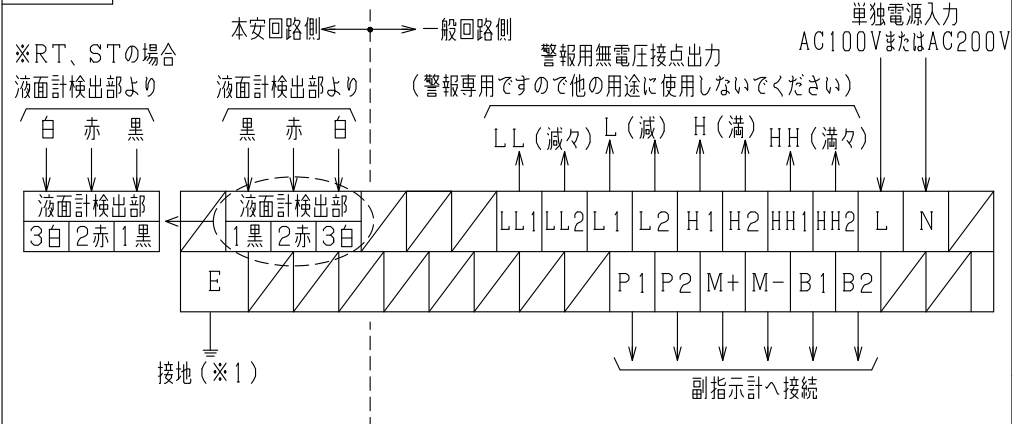 本安回路側 一般回路側
単独電源入力
AC100VまたはAC200V
※RT、STの場合
液面計検出部より
液面計検出部より
警報用無電圧接点出力
(警報専用ですので他の用途に使用しないでください)
白 赤 黒
黒 赤 白
LL(減々) L(減) H(満) HH(満々)
液面計検出部
3白 2赤 1黒
液面計検出部
1黒 2赤 3白
LL1 LL2 L1 L2 H1 H2 HH1 HH2 L N
E P1 P2 M+ M- B1 B2
接地(※1)
副指示計へ接続